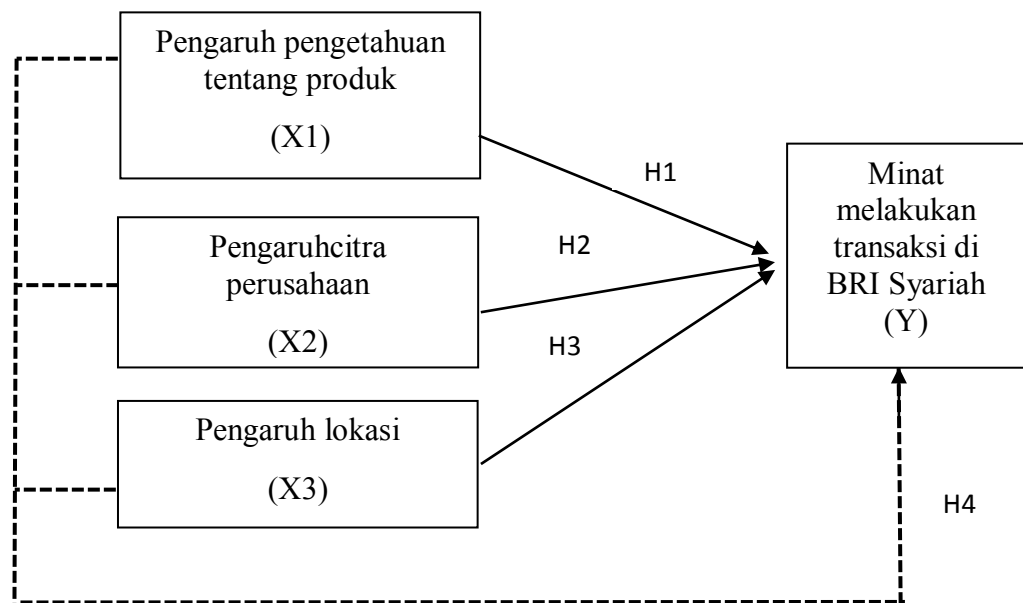 Pengaruh pengetahuan
tentang produk
(X1)
H1
Minat
melakukan
transaksi di
BRI Syariah
(Y)
Pengaruhcitra
perusahaan
(X2)
H2
H3
Pengaruh lokasi
(X3)
H4